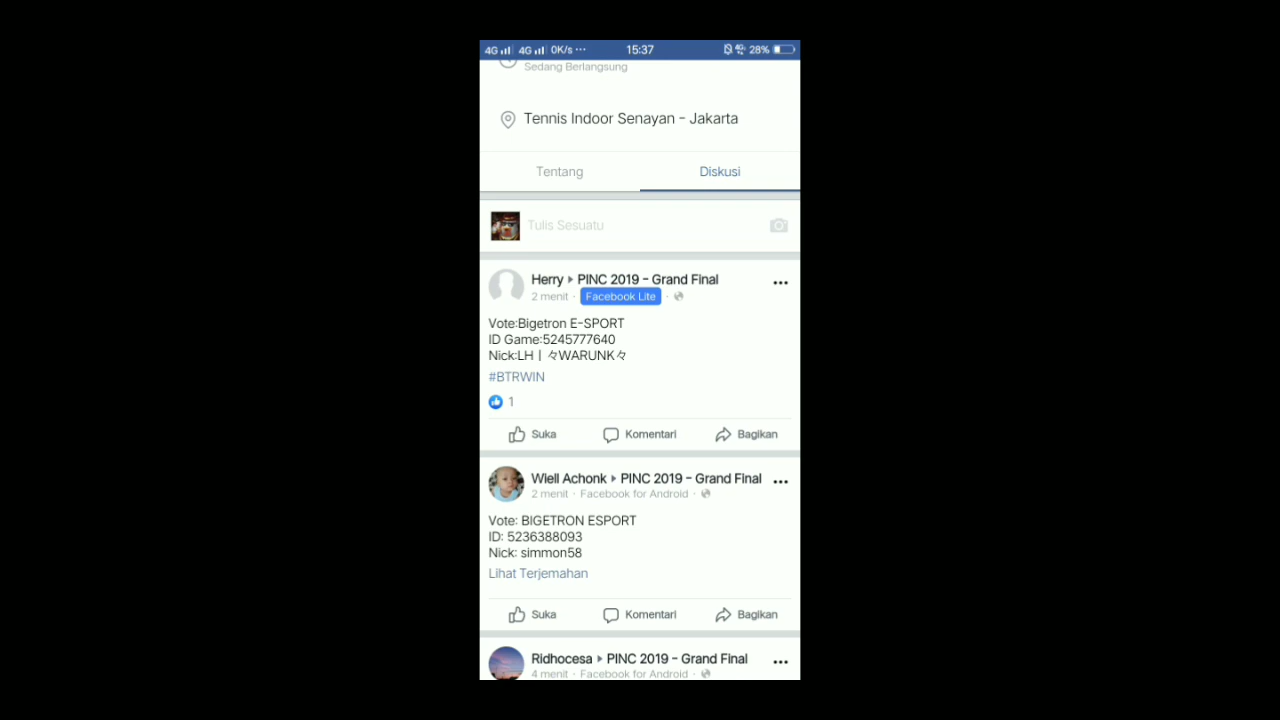 4G 4G 0K/s ··· 15:37 28%
Sedang Berlangsung
Tennis Indoor Senayan - Jakarta
Tentang Diskusi
Tulis Sesuatu
Herry ▸ PINC 2019 - Grand Final
2 menit · Facebook Lite ·
Vote:Bigetron E-SPORT
ID Game:5245777640
Nick:LH丨々WARUNK々
#BTRWIN
1
Suka Komentari Bagikan
Wiell Achonk ▸ PINC 2019 - Grand Final
2 menit · Facebook for Android ·
Vote: BIGETRON ESPORT
ID: 5236388093
Nick: simmon58
Lihat Terjemahan
Suka Komentari Bagikan
Ridhocesa ▸ PINC 2019 - Grand Final
4 menit · Facebook for Android ·